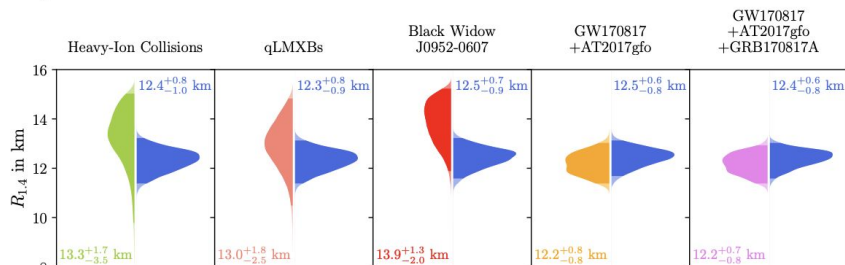 Heavy-Ion Collisions
qLMXBs
Black Widow
J0952-0607
GW170817
+AT2017gfo
GW170817
+AT2017gfo
+GRB170817A
R₁.₄ in km
16
14
12
10
12.4⁺⁰·⁸₋₁.₀ km
12.3⁺⁰·⁸₋₀.₉ km
12.5⁺⁰·⁷₋₀.₉ km
12.5⁺⁰·⁶₋₀.₈ km
12.4⁺⁰·⁶₋₀.₈ km
13.3⁺¹·⁷₋₃.₅ km
13.0⁺¹·⁸₋₂.₅ km
13.9⁺¹·³₋₂.₀ km
12.2⁺⁰·⁸₋₀.₈ km
12.2⁺⁰·⁷₋₀.₈ km